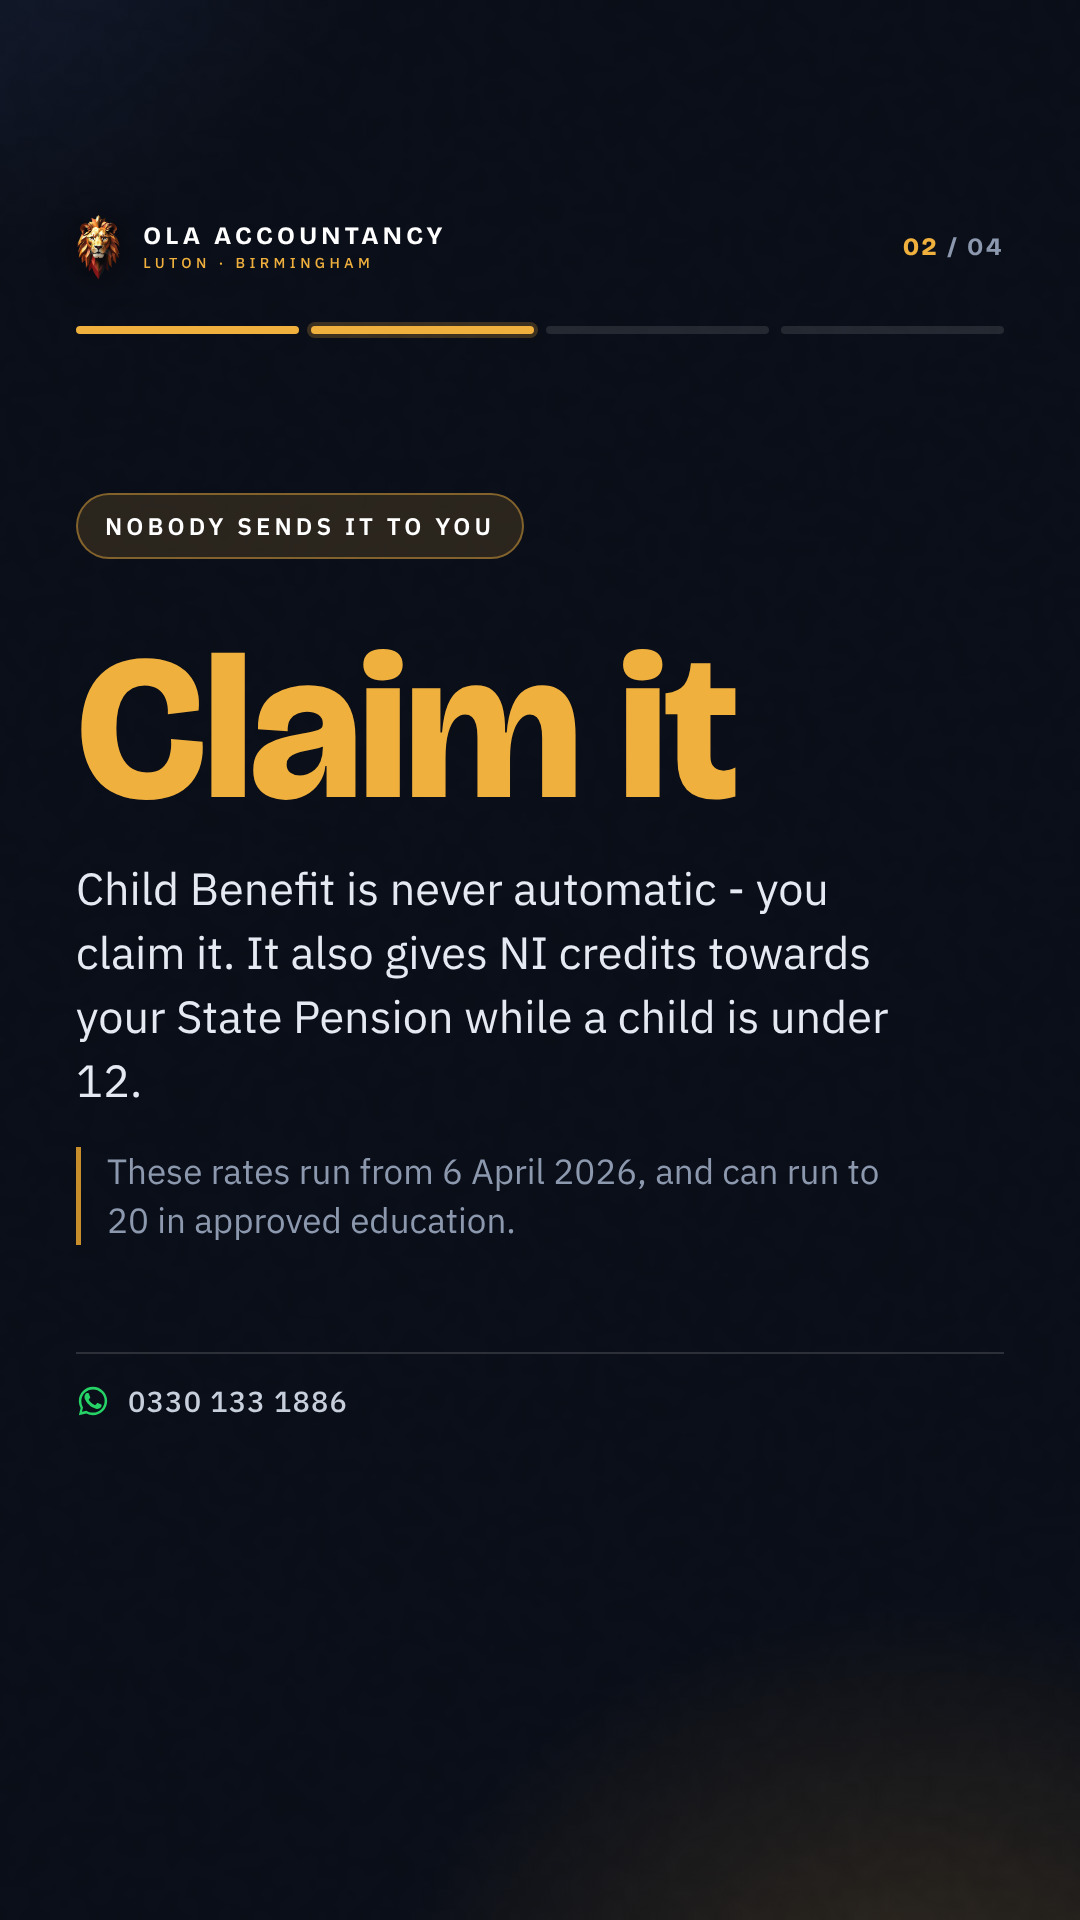 OLA ACCOUNTANCY
LUTON · BIRMINGHAM
02 / 04
NOBODY SENDS IT TO YOU
Claim it
Child Benefit is never automatic - you
claim it. It also gives NI credits towards
your State Pension while a child is under
12.
These rates run from 6 April 2026, and can run to
20 in approved education.
0330 133 1886